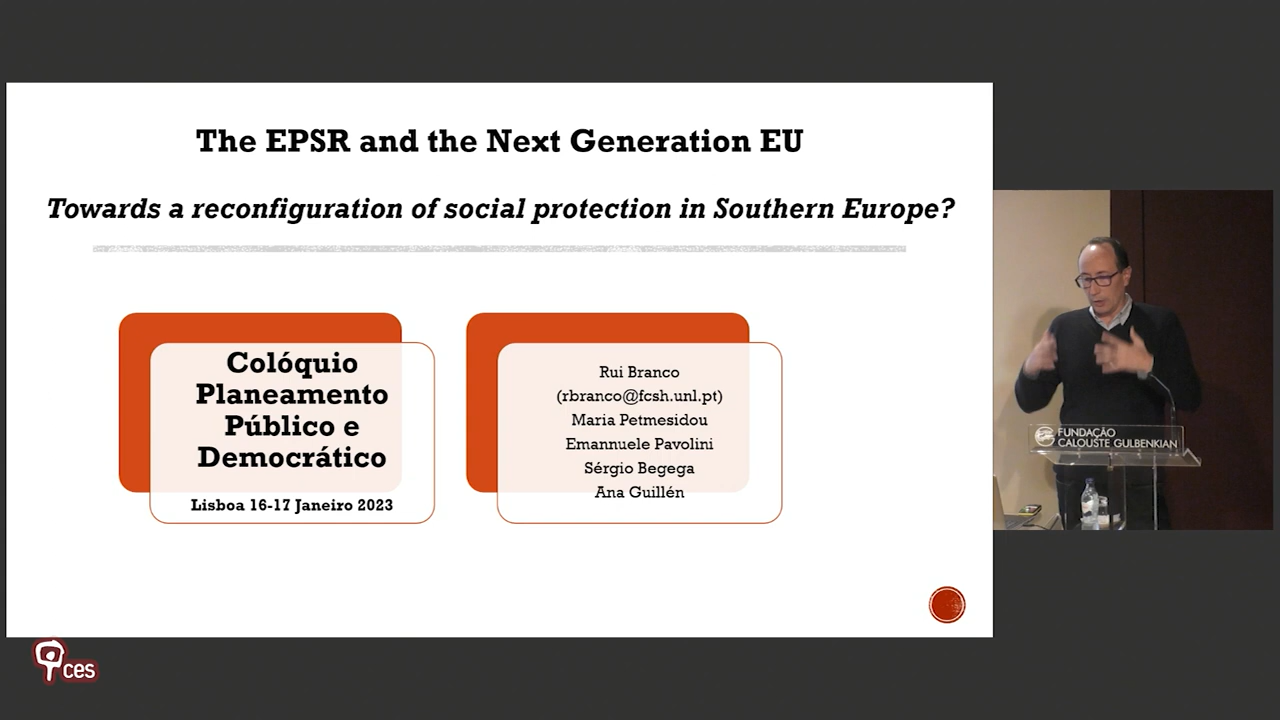 The EPSR and the Next Generation EU
Towards a reconfiguration of social protection in Southern Europe?
Colóquio
Planeamento
Público e
Democrático
Lisboa 16-17 Janeiro 2023
Rui Branco
(rbranco@fcsh.unl.pt)
Maria Petmesidou
Emannuele Pavolini
Sérgio Begega
Ana Guillén
FUNDAÇÃO
CALOUSTE GULBENKIAN
ces